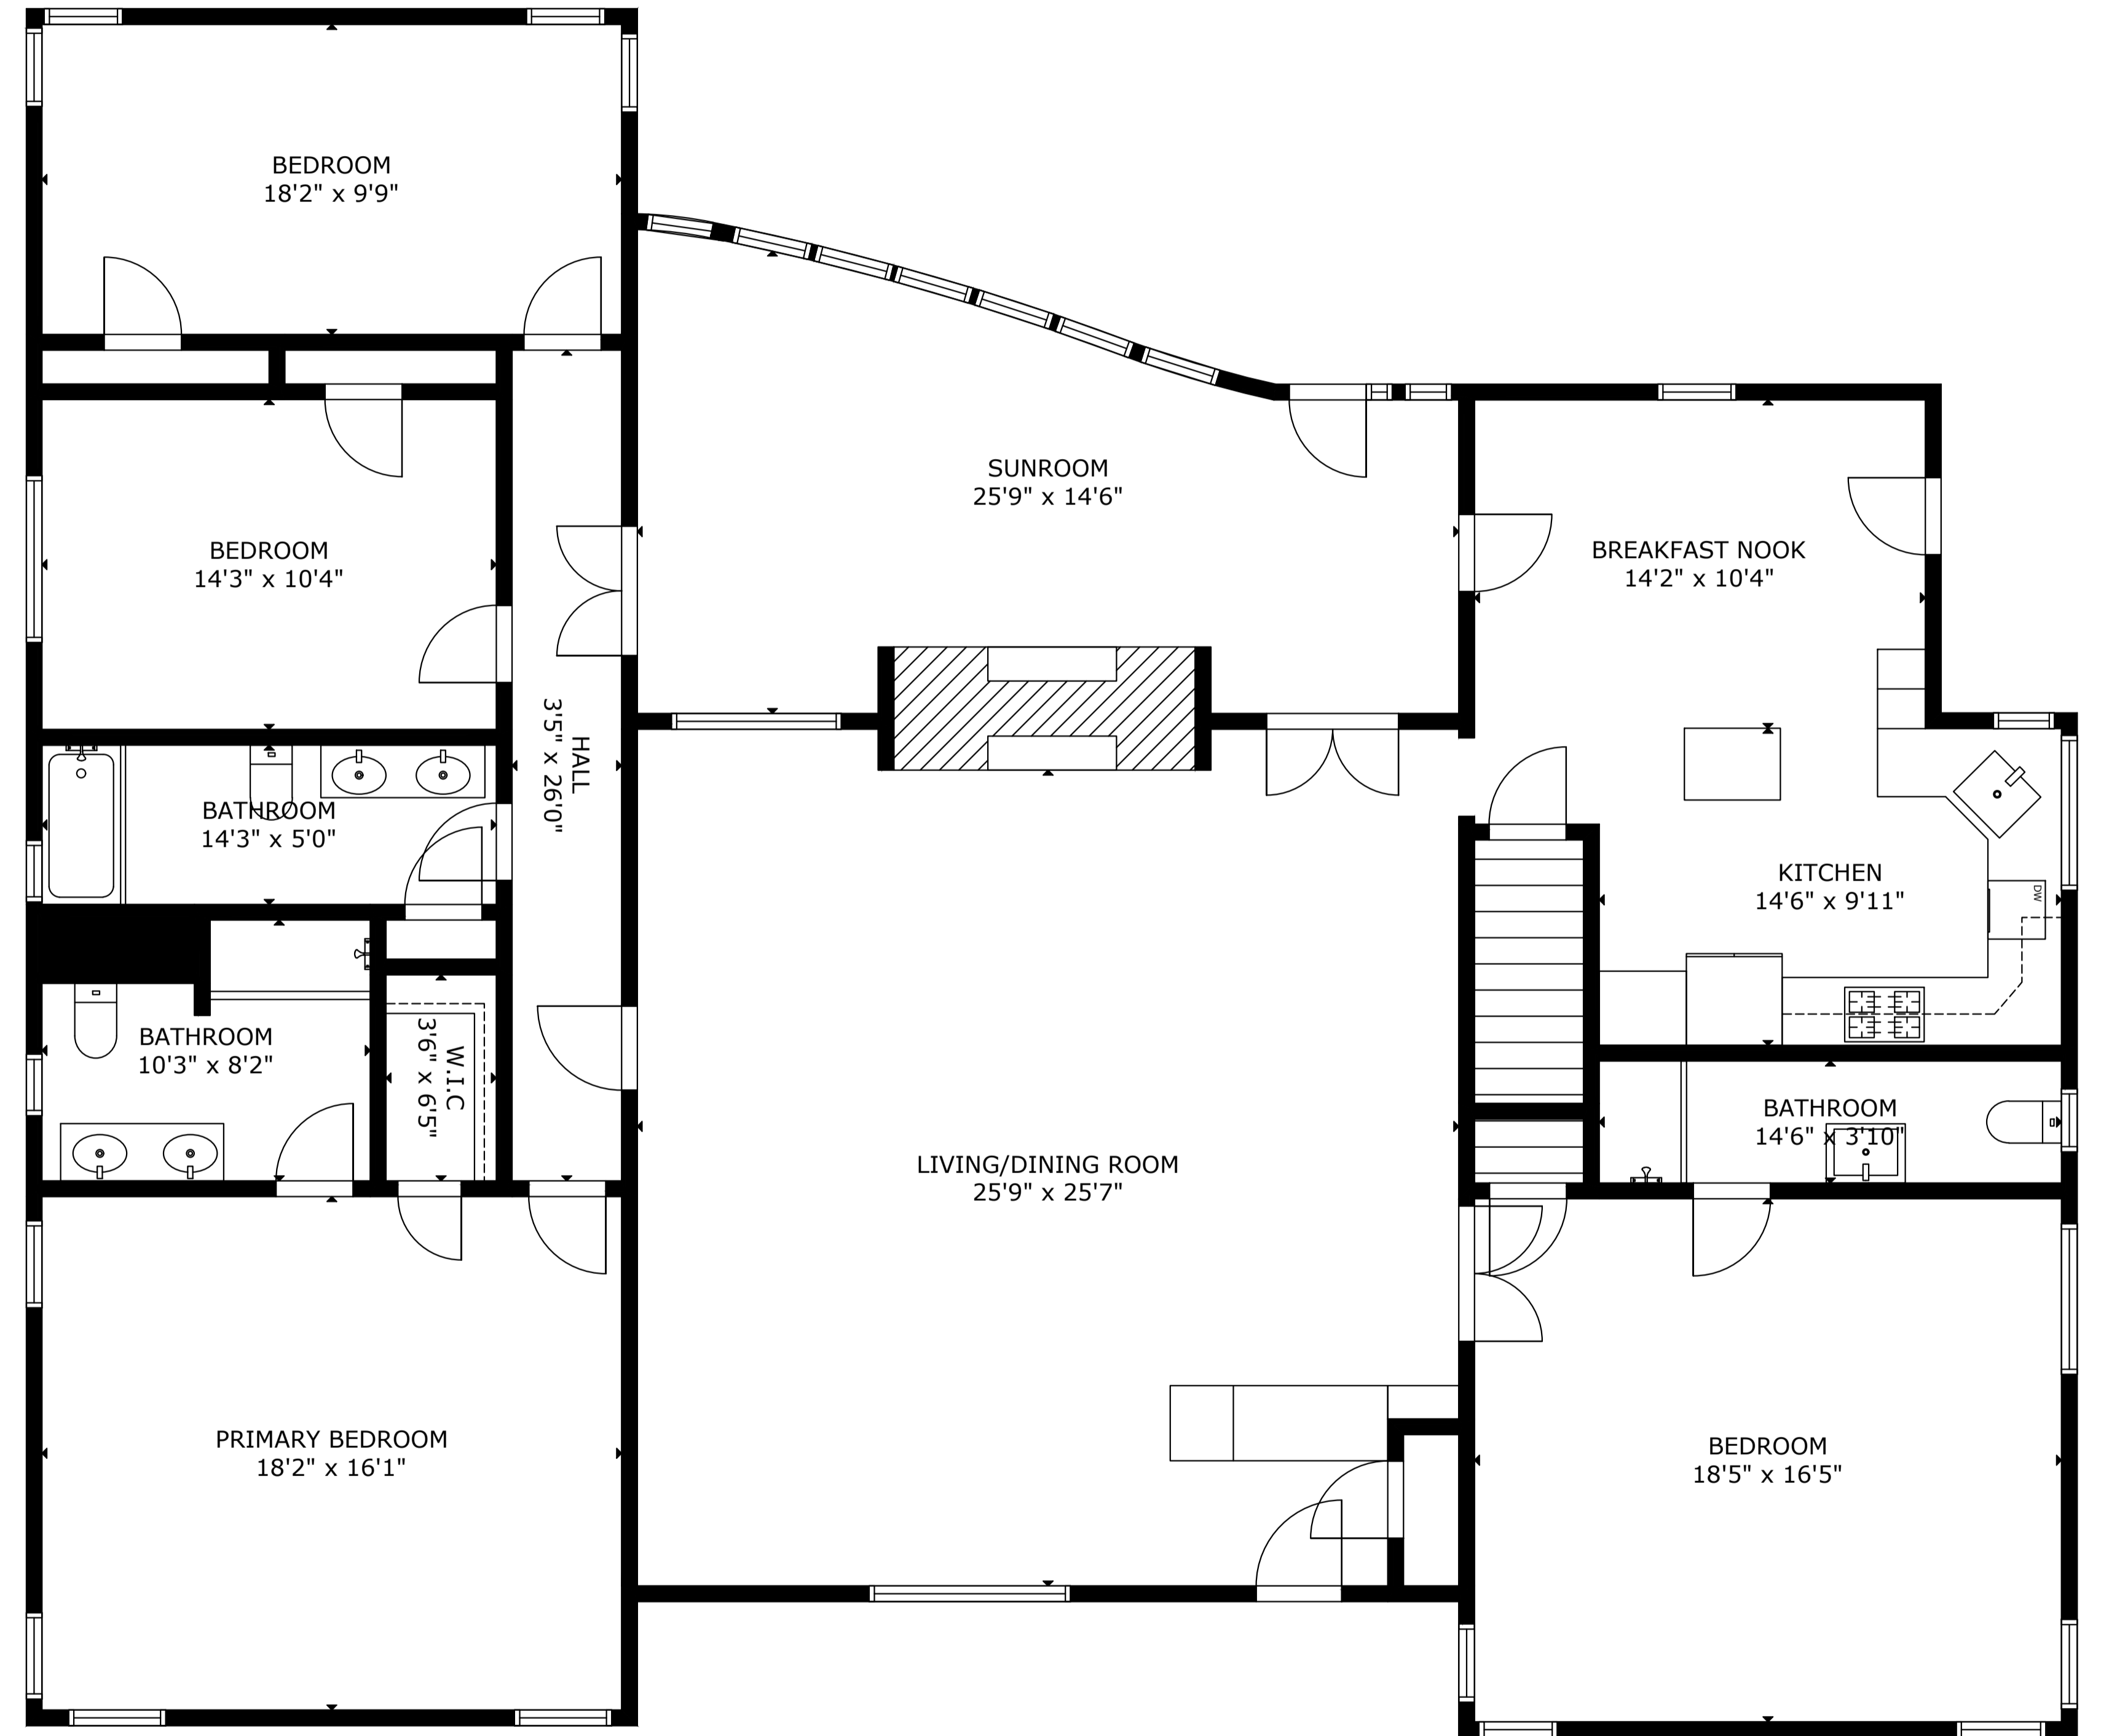 BEDROOM
18'2" x 9'9"
SUNROOM
25'9" x 14'6"
BEDROOM
14'3" x 10'4"
BREAKFAST NOOK
14'2" x 10'4"
HALL
3'5" x 26'0"
BATHROOM
14'3" x 5'0"
KITCHEN
14'6" x 9'11"
DW
BATHROOM
10'3" x 8'2"
W.I.C
3'6" x 6'5"
BATHROOM
14'6" x 3'10"
LIVING/DINING ROOM
25'9" x 25'7"
PRIMARY BEDROOM
18'2" x 16'1"
BEDROOM
18'5" x 16'5"